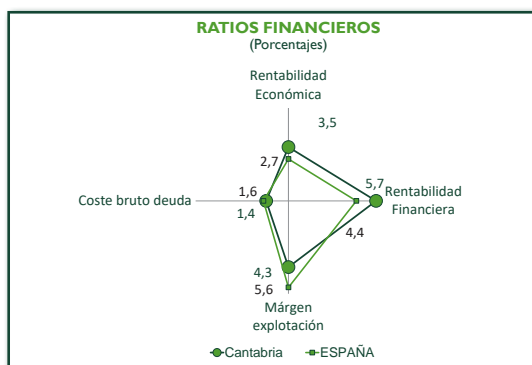 RATIOS FINANCIEROS
(Porcentajes)
Rentabilidad
Económica
3,5
2,7
5,7
Rentabilidad
Financiera
4,4
1,6
Coste bruto deuda
1,4
4,3
5,6
Márgen
explotación
Cantabria
ESPAÑA